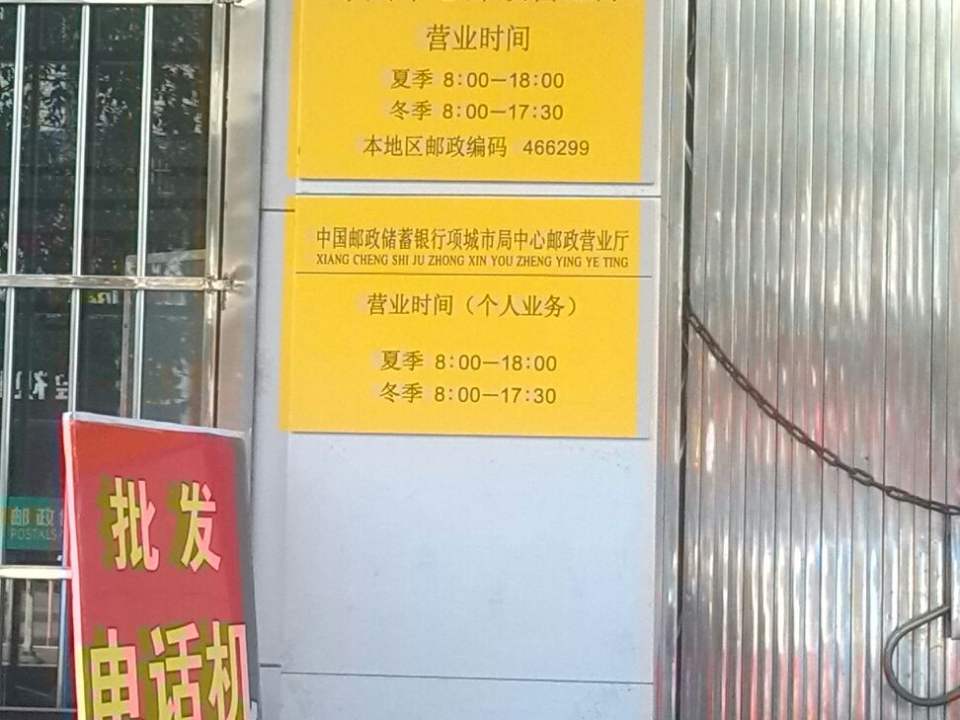 营业时间
夏季 8:00—18:00
冬季 8:00—17:30
本地区邮政编码 466299
中国邮政储蓄银行项城市局中心邮政营业厅
XIANG CHENG SHI JU ZHONG XIN YOU ZHENG YING YE TING
营业时间（个人业务）
夏季 8:00—18:00
冬季 8:00—17:30
批发
电话机
邮政
POSTAL S